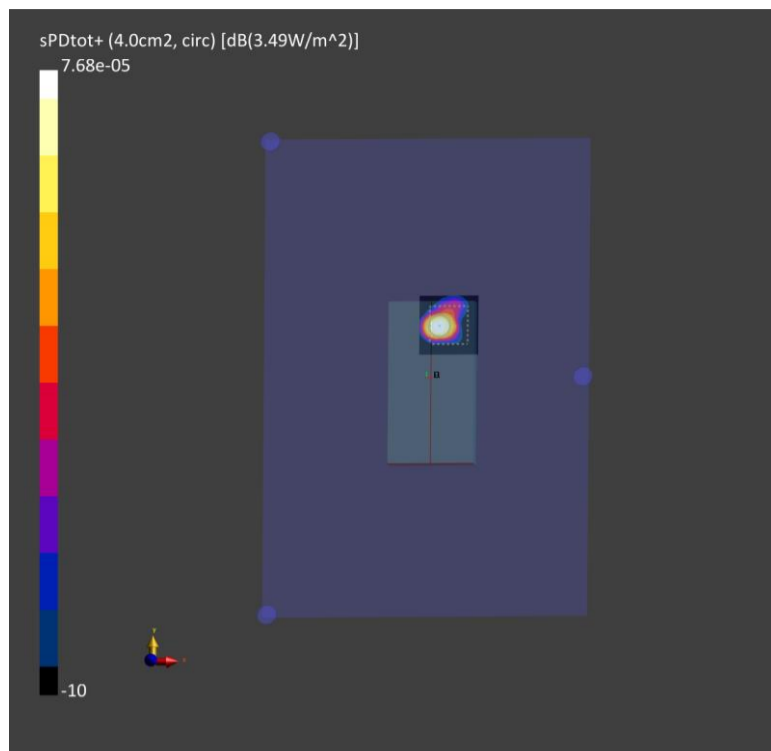 sPDtot+ (4.0cm2, circ) [dB(3.49W/m^2)]
7.68e-05
n
-10